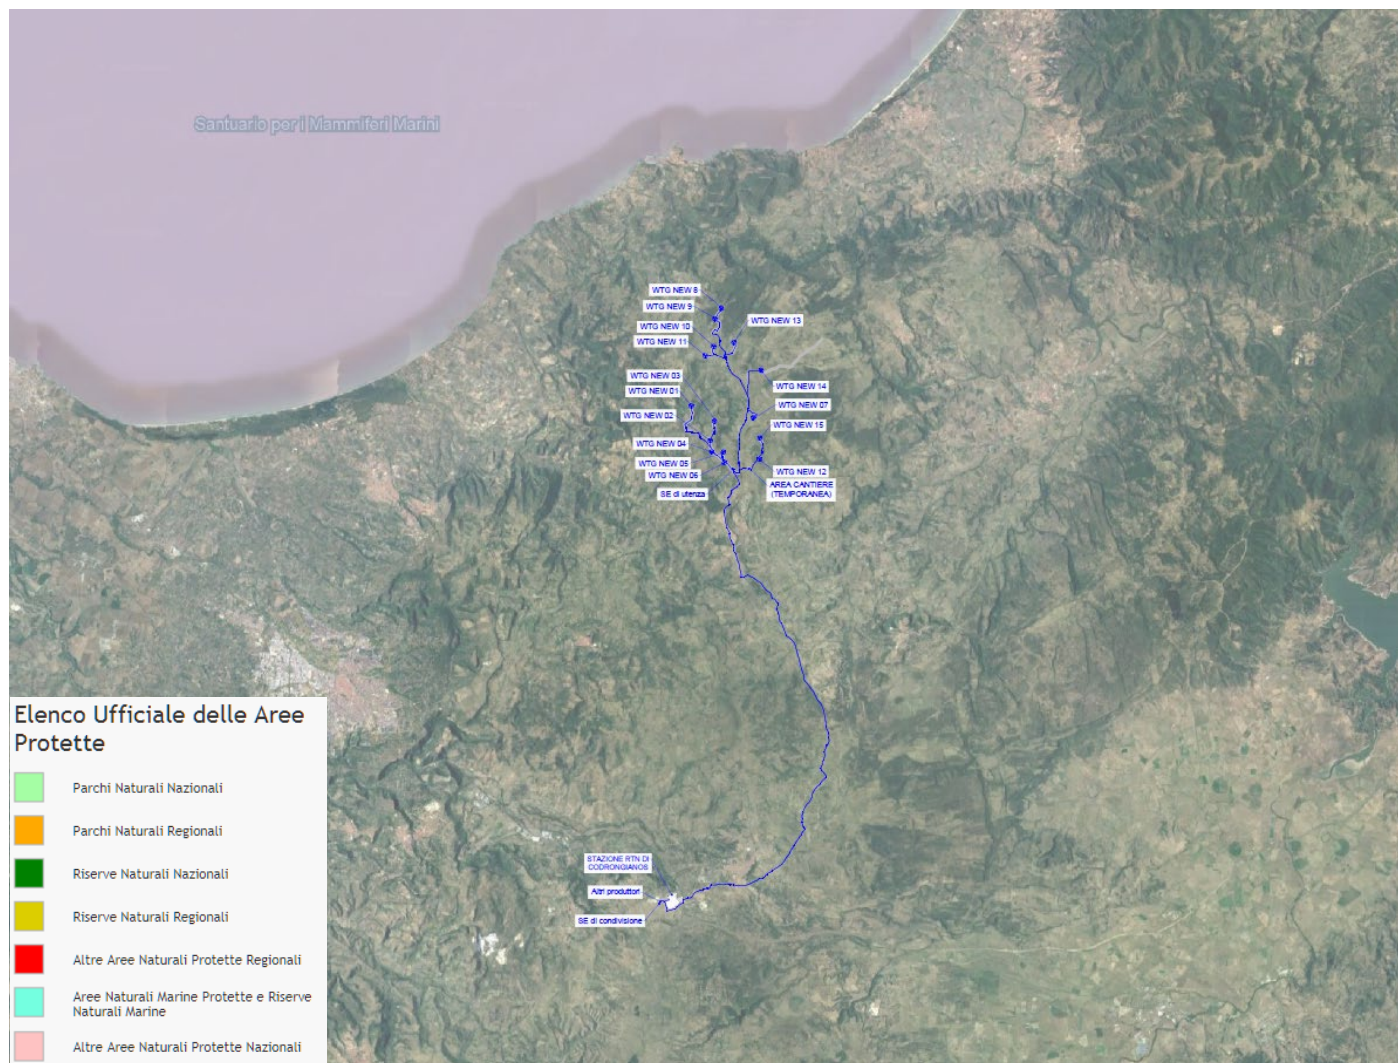 Santuario per i Mammiferi Marini
WTG NEW 8
WTG NEW 9
WTG NEW 10
WTG NEW 13
WTG NEW 11
WTG NEW 03
WTG NEW 14
WTG NEW 01
WTG NEW 07
WTG NEW 02
WTG NEW 15
WTG NEW 04
WTG NEW 05
WTG NEW 12
WTG NEW 06
AREA CANTIERE
(TEMPORANEA)
SE di utenza
STAZIONE RTN DI
CODRONGIANOS
Altri produttori
SE di condivisione
Elenco Ufficiale delle Aree
Protette
Parchi Naturali Nazionali
Parchi Naturali Regionali
Riserve Naturali Nazionali
Riserve Naturali Regionali
Altre Aree Naturali Protette Regionali
Aree Naturali Marine Protette e Riserve
Naturali Marine
Altre Aree Naturali Protette Nazionali